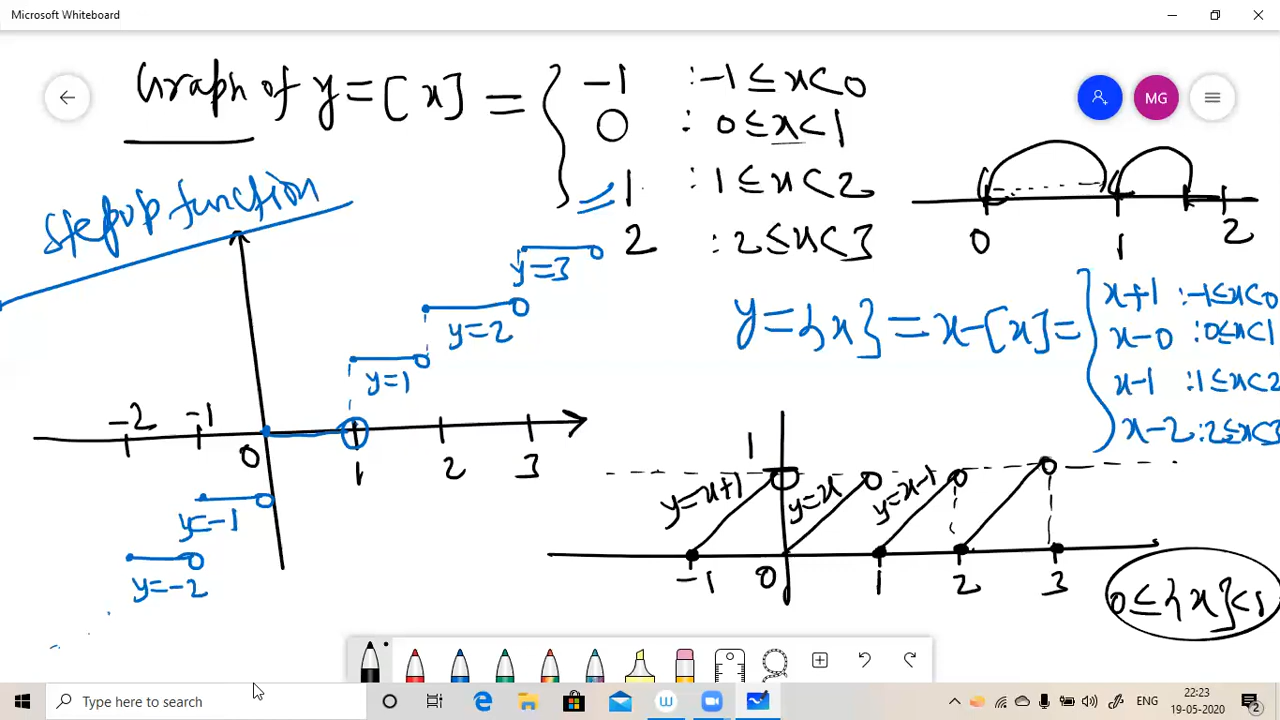 Microsoft Whiteboard
Graph of y=[x] = { -1 : -1 ≤ x < 0
0 : 0 ≤ x < 1
1 : 1 ≤ x < 2
2 : 2 ≤ x < 3
MG
function
0 1 2
y=3
y=2
y=1
-2 -1 0 1 2 3
y=-1
y=-2
y={x} = x-[x] = { x+1 : -1≤x<0
x-0 : 0≤x<1
x-1 : 1≤x<2
x-2 : 2≤x<3
1
y=x+1 y=x y=x-1
-1 0 1 2 3
0≤{x}<1
Type here to search
ENG
22:23
19-05-2020
2